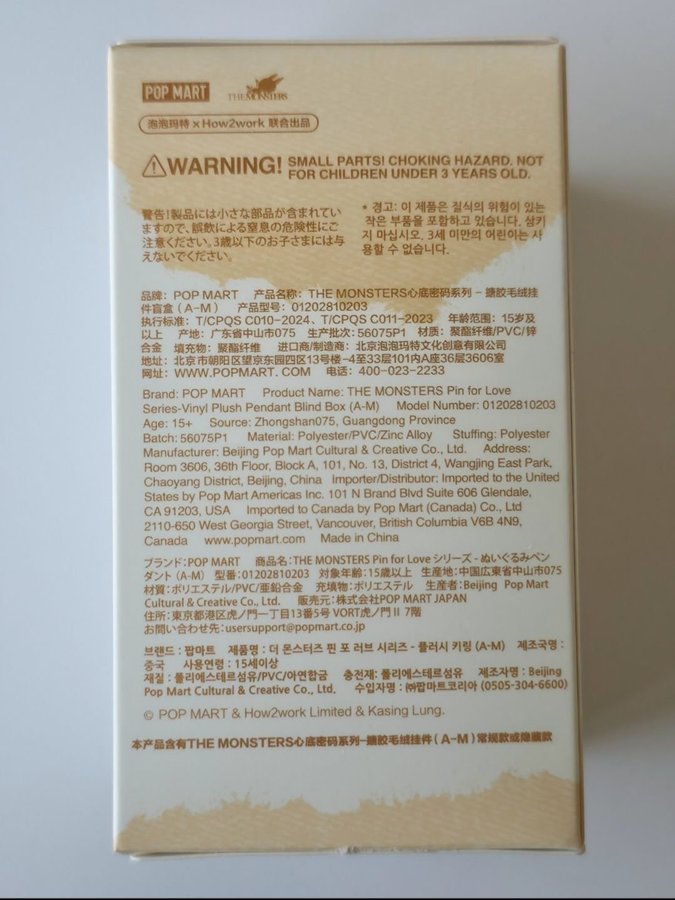 POP MART THE MONSTERS
泡泡玛特 × How2work 联合出品
WARNING! SMALL PARTS! CHOKING HAZARD. NOT
FOR CHILDREN UNDER 3 YEARS OLD.
警告!製品には小さな部品が含まれてい
ますので、誤飲による窒息の危険性にご
注意ください。3歳以下のお子さまには与
えないでください。
* 경고: 이 제품은 질식의 위험이 있는
작은 부품을 포함하고 있습니다. 삼키
지 마십시오. 3세 미만의 어린이는 사
용할 수 없습니다.
品牌: POP MART 产品名称: THE MONSTERS心底密码系列 - 搪胶毛绒挂
件盲盒 (A-M) 产品型号: 01202810203
执行标准: T/CPQS C010-2024、T/CPQS C011-2023 年龄范围: 15岁及
以上 产地: 广东省中山市075 生产批次: 56075P1 材质: 聚酯纤维/PVC/锌
合金 填充物: 聚酯纤维 进口商/制造商: 北京泡泡玛特文化创意有限公司
地址: 北京市朝阳区望京东园四区13号楼-4至33层101内A座36层3606室
网址: WWW.POPMART.COM 电话: 400-023-2233
Brand: POP MART Product Name: THE MONSTERS Pin for Love
Series-Vinyl Plush Pendant Blind Box (A-M) Model Number: 01202810203
Age: 15+ Source: Zhongshan075, Guangdong Province
Batch: 56075P1 Material: Polyester/PVC/Zinc Alloy Stuffing: Polyester
Manufacturer: Beijing Pop Mart Cultural & Creative Co., Ltd. Address:
Room 3606, 36th Floor, Block A, 101, No. 13, District 4, Wangjing East Park,
Chaoyang District, Beijing, China Importer/Distributor: Imported to the United
States by Pop Mart Americas Inc. 101 N Brand Blvd Suite 606 Glendale,
CA 91203, USA Imported to Canada by Pop Mart (Canada) Co., Ltd
2110-650 West Georgia Street, Vancouver, British Columbia V6B 4N9,
Canada www.popmart.com Made in China
ブランド:POP MART 商品名:THE MONSTERS Pin for Love シリーズ - ぬいぐるみペン
ダント (A-M) 型番:01202810203 対象年齢:15歳以上 生産地:中国広東省中山市075
材質:ポリエステル/PVC/亜鉛合金 充填物:ポリエステル 生産者:Beijing Pop Mart
Cultural & Creative Co., Ltd. 販売元:株式会社POP MART JAPAN
住所:東京都港区虎ノ門一丁目13番5号 VORT虎ノ門 II 7階
お問い合わせ先:usersupport@popmart.co.jp
브랜드 : 팝마트 제품명 : 더 몬스터즈 핀 포 러브 시리즈 - 플러시 키링 (A-M) 제조국명 :
중국 사용연령 : 15세이상
재질 : 폴리에스테르섬유/PVC/아연합금 충전재: 폴리에스테르섬유 제조자명 : Beijing
Pop Mart Cultural & Creative Co., Ltd. 수입자명 : ㈜팝마트코리아 (0505-304-6600)
© POP MART & How2work Limited & Kasing Lung.
本产品含有THE MONSTERS心底密码系列-搪胶毛绒挂件 (A-M) 常规款或隐藏款